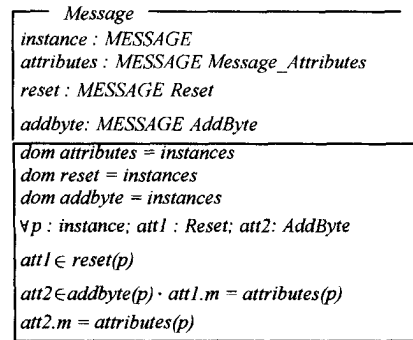 Message
instance : MESSAGE
attributes : MESSAGE Message_Attributes
reset : MESSAGE Reset
addbyte: MESSAGE AddByte
dom attributes = instances
dom reset = instances
dom addbyte = instances
∀p : instance; att1 : Reset; att2: AddByte
att1 ∈ reset(p)
att2∈addbyte(p) · att1.m = attributes(p)
att2.m = attributes(p)